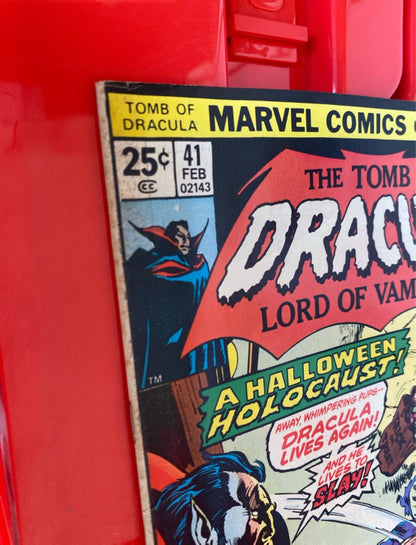 TOMB OF
DRACULA
MARVEL COMICS
25¢
CC
41
FEB
02143
THE TOMB
DRACU
LORD OF VAM
TM
A HALLOWEEN
HOLOCAUST!
AWAY, WHIMPERING PUPS--
DRACULA
LIVES AGAIN!
AND HE
LIVES TO
SLAY!